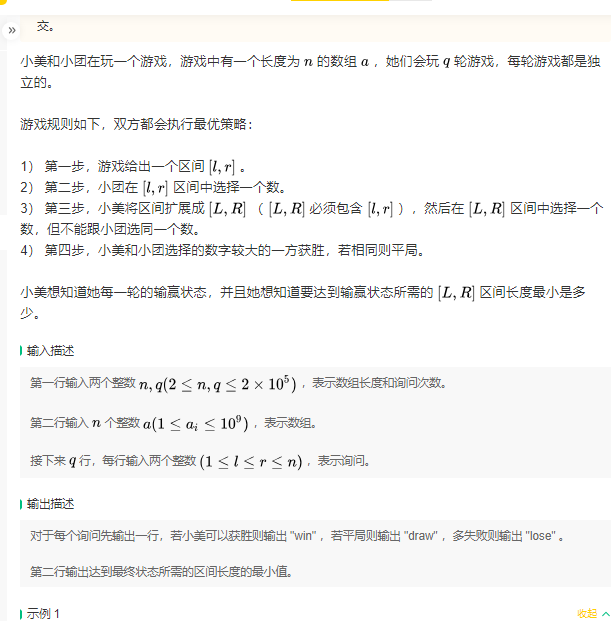 交。
»
小美和小团在玩一个游戏，游戏中有一个长度为 n 的数组 a ，她们会玩 q 轮游戏，每轮游戏都是独
立的。
游戏规则如下，双方都会执行最优策略：
1） 第一步，游戏给出一个区间 [l, r] 。
2） 第二步，小团在 [l, r] 区间中选择一个数。
3） 第三步，小美将区间扩展成 [L, R] （ [L, R] 必须包含 [l, r] ），然后在 [L, R] 区间中选择一个
数，但不能跟小团选同一个数。
4） 第四步，小美和小团选择的数字较大的一方获胜，若相同则平局。
小美想知道她每一轮的输赢状态，并且她想知道要达到输赢状态所需的 [L, R] 区间长度最小是多
少。
输入描述
第一行输入两个整数 n, q(2 ≤ n, q ≤ 2 × 10⁵) ，表示数组长度和询问次数。
第二行输入 n 个整数 a(1 ≤ aᵢ ≤ 10⁹) ，表示数组。
接下来 q 行，每行输入两个整数 (1 ≤ l ≤ r ≤ n) ，表示询问。
输出描述
对于每个询问先输出一行，若小美可以获胜则输出 "win" ，若平局则输出 "draw" ，多失败则输出 "lose" 。
第二行输出达到最终状态所需的区间长度的最小值。
示例 1
收起